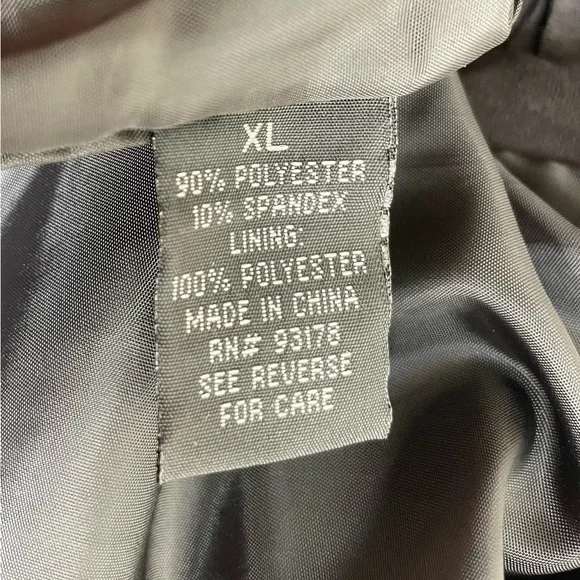 XL
90% POLYESTER
10% SPANDEX
LINING:
100% POLYESTER
MADE IN CHINA
RN# 93178
SEE REVERSE
FOR CARE